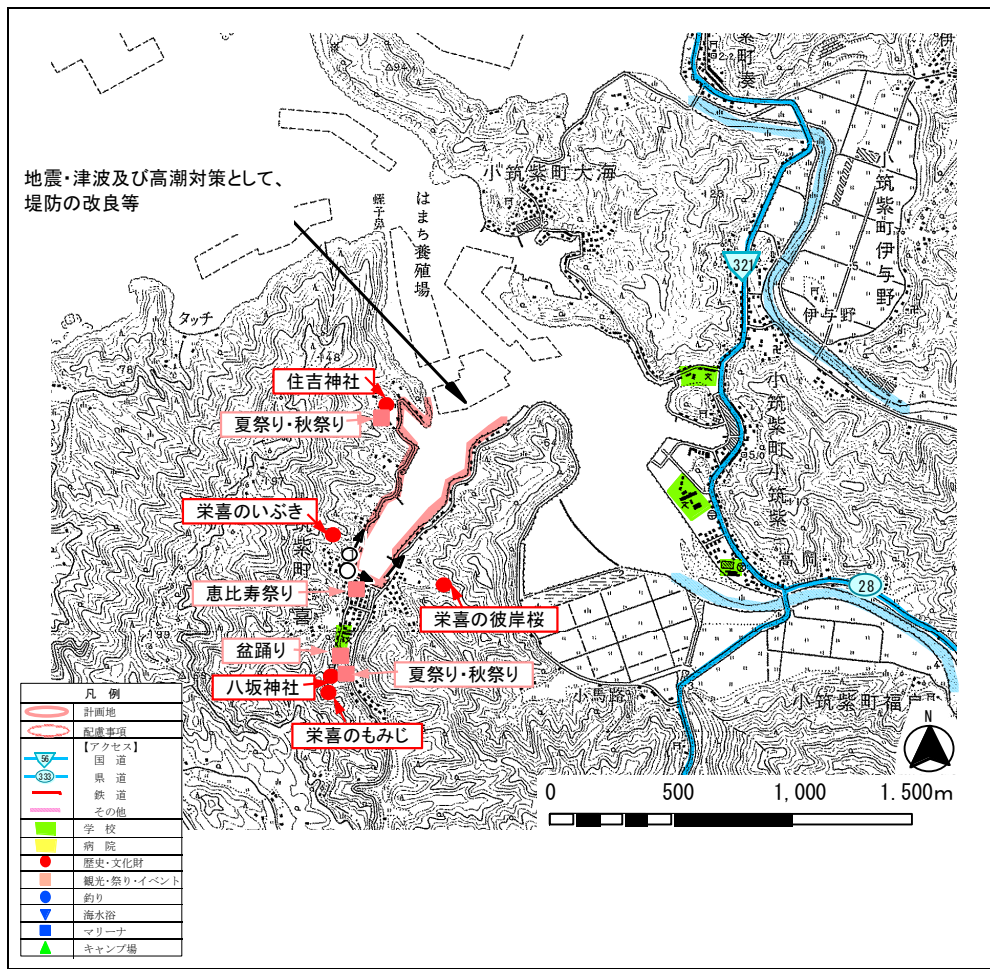 地震・津波及び高潮対策として、
堤防の改良等
小筑紫町大海
蛭子鼻
はまち養殖場
タッチ
小筑紫町伊与野
伊与野
321
住吉神社
夏祭り・秋祭り
小筑紫町小筑紫
栄喜のいぶき
恵比寿祭り
栄喜の彼岸桜
28
盆踊り
夏祭り・秋祭り
八坂神社
小馬路
栄喜のもみじ
N
0 500 1,000 1.500m
凡 例
計画地
配慮事項
【アクセス】
56 国 道
333 県 道
鉄 道
その他
学 校
病 院
歴史・文化財
観光・祭り・イベント
釣り
海水浴
マリーナ
キャンプ場